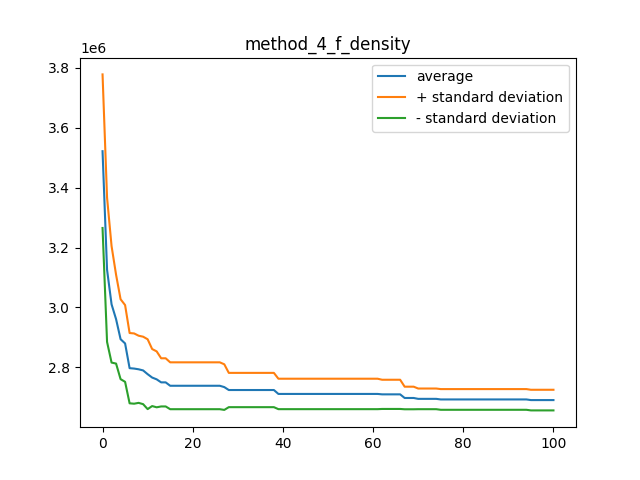 method_4_f_density
1e6
average
+ standard deviation
- standard deviation
3.8
3.6
3.4
3.2
3.0
2.8
0 20 40 60 80 100